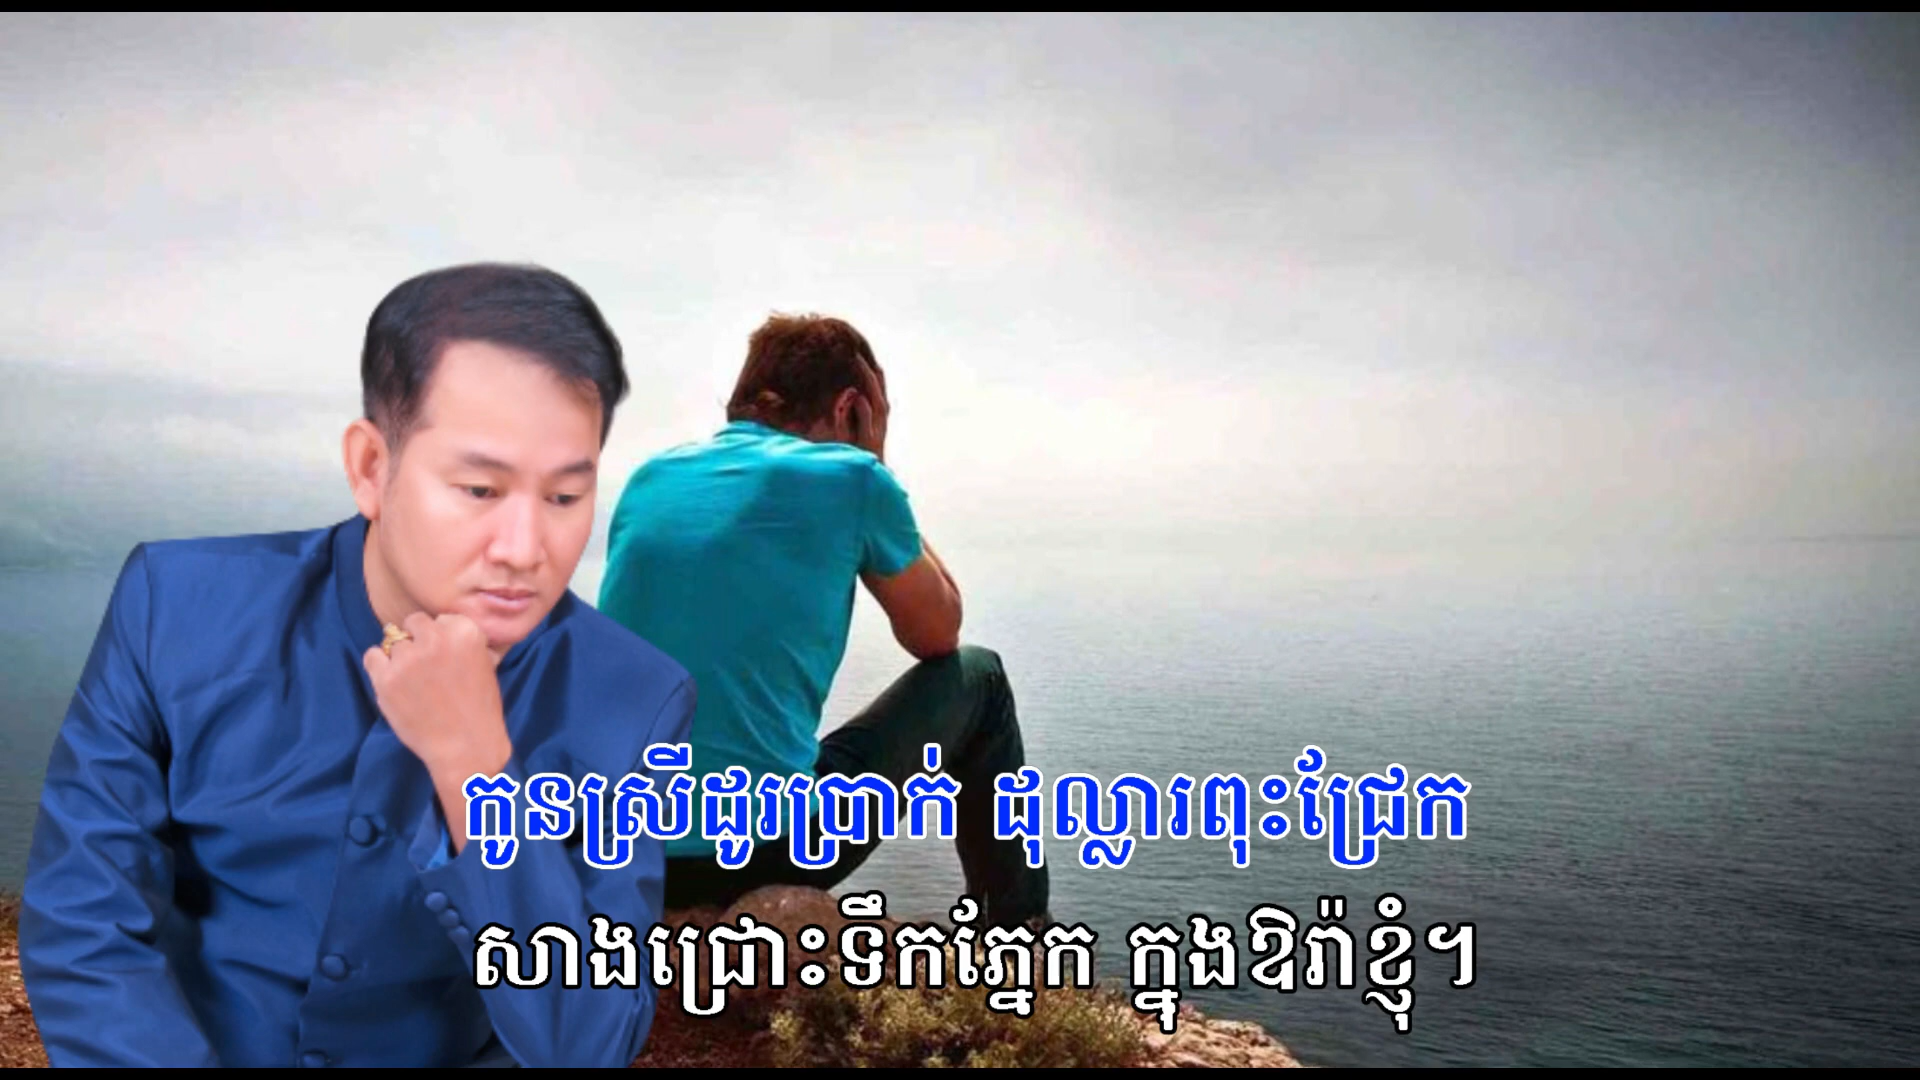 កូនស្រីដូរប្រាក់ ដុល្លារពុះជ្រែក
សាងជ្រោះទឹកភ្នែក ក្នុងឱរ៉ាខ្ញុំ។